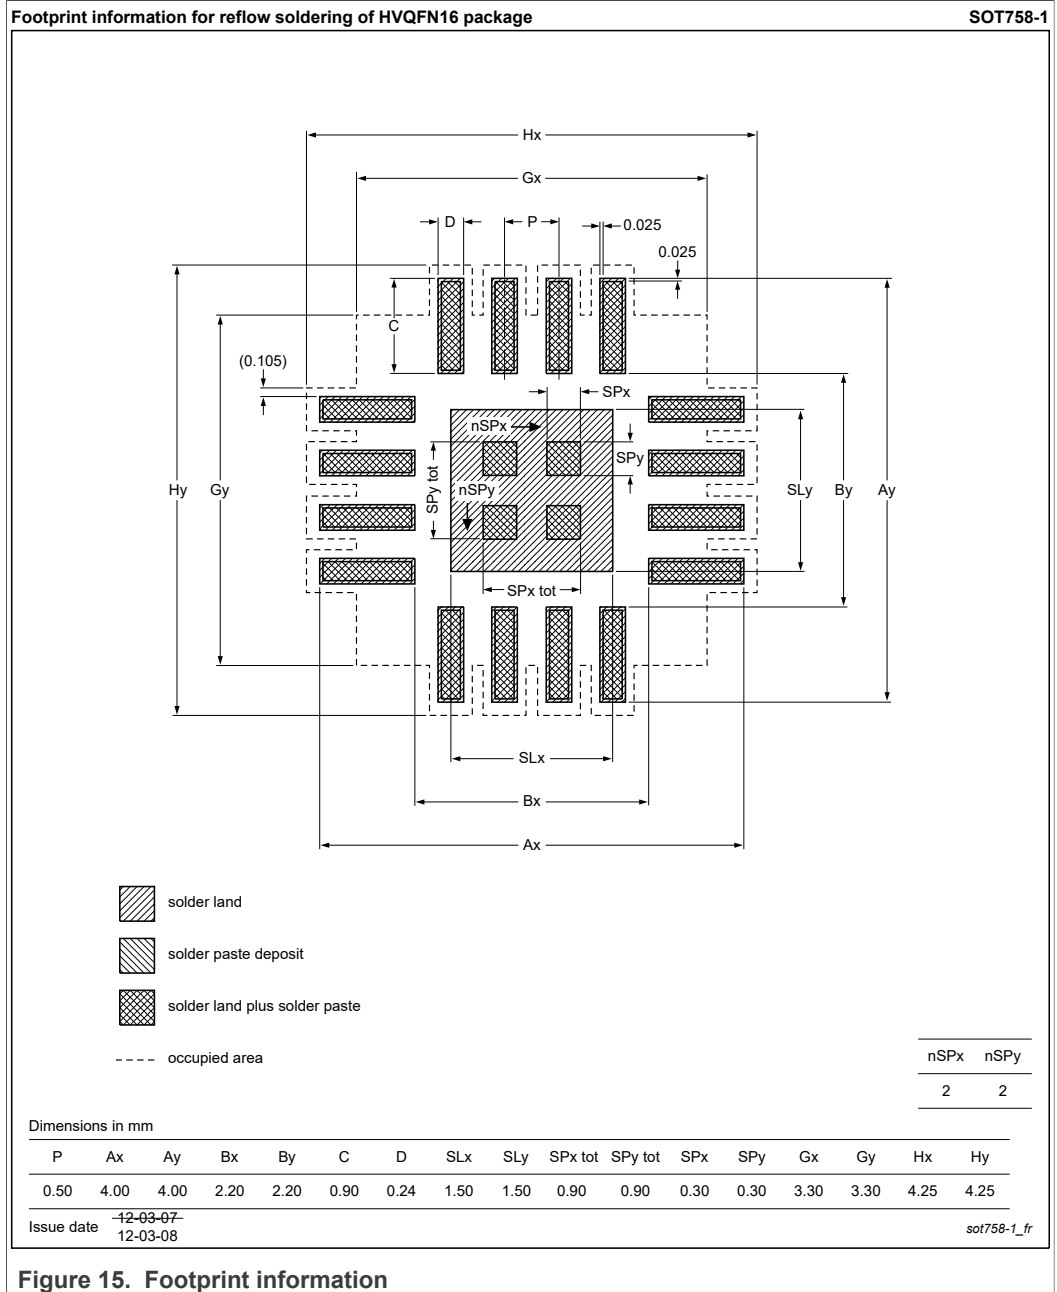 Footprint information for reflow soldering of HVQFN16 package SOT758-1
Hx
Gx
D P 0.025
0.025
C
(0.105)
SPx
nSPx
SPy
SPy tot
nSPy
Hy Gy SLy By Ay
SPx tot
SLx
Bx
Ax
solder land
solder paste deposit
solder land plus solder paste
occupied area
nSPx nSPy
2 2
Dimensions in mm
P Ax Ay Bx By C D SLx SLy SPx tot SPy tot SPx SPy Gx Gy Hx Hy
0.50 4.00 4.00 2.20 2.20 0.90 0.24 1.50 1.50 0.90 0.90 0.30 0.30 3.30 3.30 4.25 4.25
Issue date 12-03-07
12-03-08
sot758-1_fr
Figure 15. Footprint information